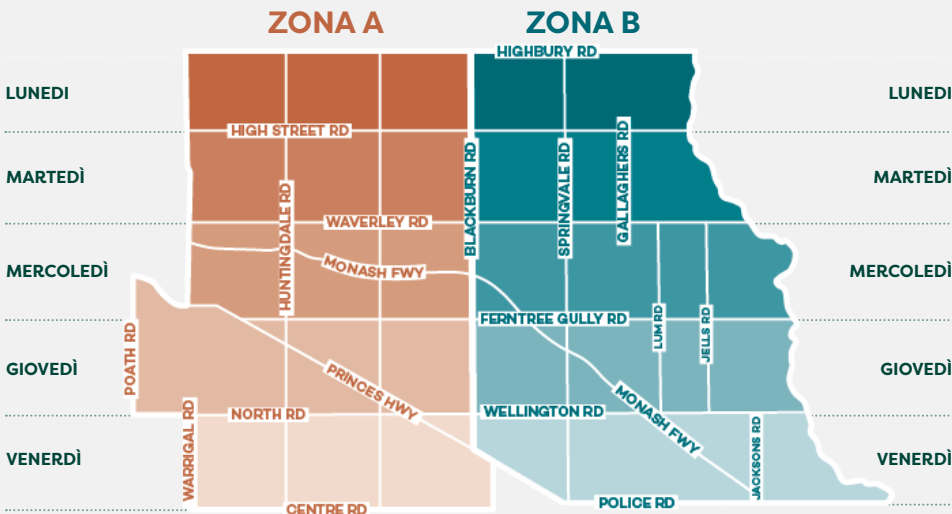 ZONA A
ZONA B
HIGHBURY RD
LUNEDI
LUNEDI
HIGH STREET RD
GALLAGHERS RD
BLACKBURN RD
SPRINGVALE RD
MARTEDÌ
MARTEDÌ
HUNTINGDALE RD
WAVERLEY RD
MONASH FWY
MERCOLEDÌ
MERCOLEDÌ
FERNTREE GULLY RD
LUM RD
JELLS RD
POATH RD
GIOVEDÌ
GIOVEDÌ
PRINCES HWY
MONASH FWY
NORTH RD
WELLINGTON RD
WARRIGAL RD
JACKSONS RD
VENERDÌ
VENERDÌ
POLICE RD
CENTRE RD